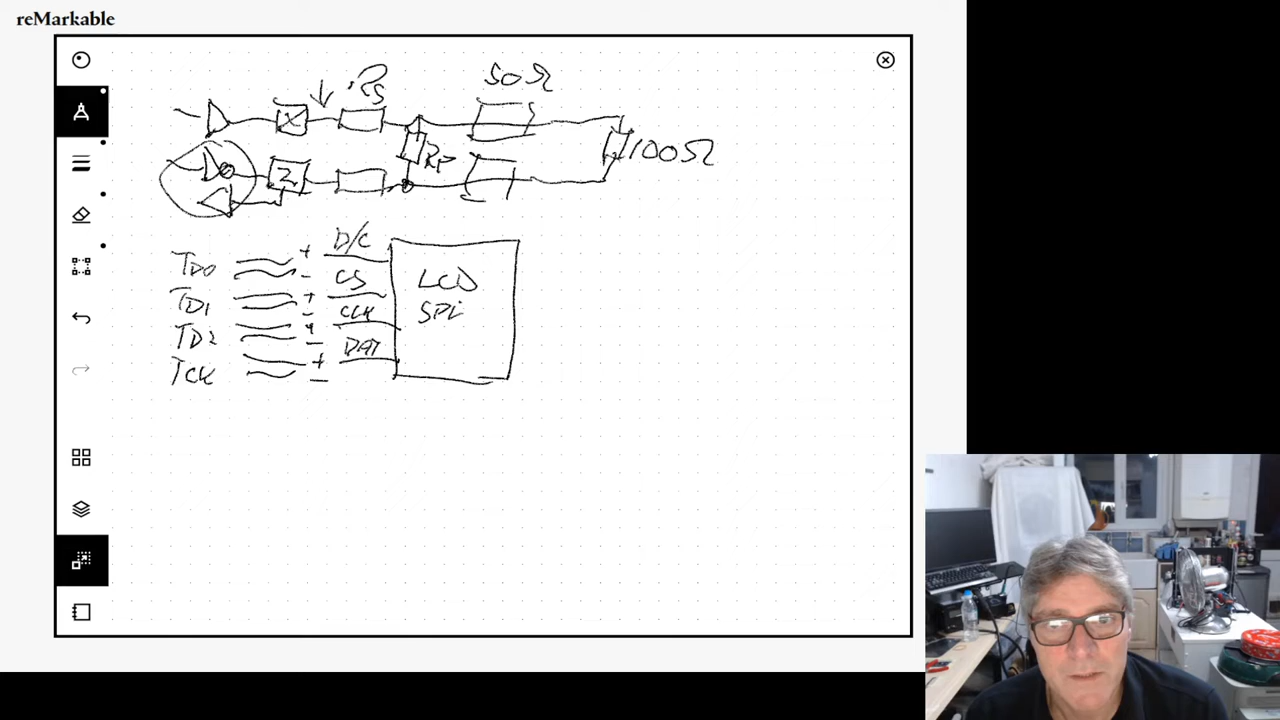 reMarkable
Rs 50Ω
X
RP 100Ω
Z
D/C
TD0 + - CS LCD
TD1 + - CLK SPI
TD2 + - DAT
TCK + -